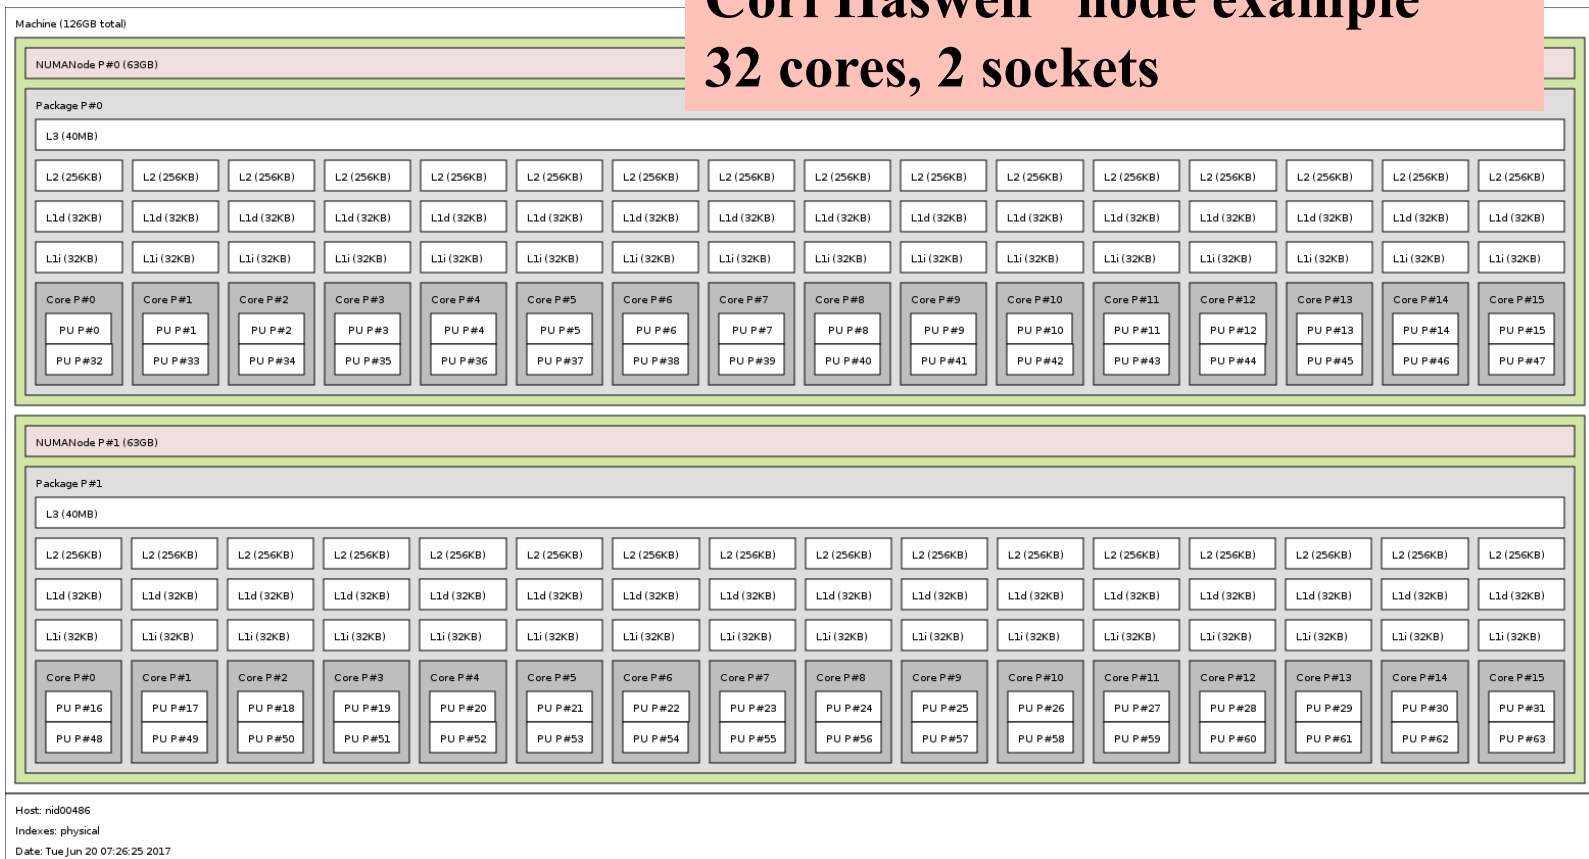 Cori Haswell node example
32 cores, 2 sockets
Machine (126GB total)
NUMANode P#0 (63GB)
Package P#0
L3 (40MB)
L2 (256KB) L2 (256KB) L2 (256KB) L2 (256KB) L2 (256KB) L2 (256KB) L2 (256KB) L2 (256KB) L2 (256KB) L2 (256KB) L2 (256KB) L2 (256KB) L2 (256KB) L2 (256KB) L2 (256KB) L2 (256KB)
L1d (32KB) L1d (32KB) L1d (32KB) L1d (32KB) L1d (32KB) L1d (32KB) L1d (32KB) L1d (32KB) L1d (32KB) L1d (32KB) L1d (32KB) L1d (32KB) L1d (32KB) L1d (32KB) L1d (32KB) L1d (32KB)
L1i (32KB) L1i (32KB) L1i (32KB) L1i (32KB) L1i (32KB) L1i (32KB) L1i (32KB) L1i (32KB) L1i (32KB) L1i (32KB) L1i (32KB) L1i (32KB) L1i (32KB) L1i (32KB) L1i (32KB) L1i (32KB)
Core P#0 Core P#1 Core P#2 Core P#3 Core P#4 Core P#5 Core P#6 Core P#7 Core P#8 Core P#9 Core P#10 Core P#11 Core P#12 Core P#13 Core P#14 Core P#15
PU P#0 PU P#1 PU P#2 PU P#3 PU P#4 PU P#5 PU P#6 PU P#7 PU P#8 PU P#9 PU P#10 PU P#11 PU P#12 PU P#13 PU P#14 PU P#15
PU P#32 PU P#33 PU P#34 PU P#35 PU P#36 PU P#37 PU P#38 PU P#39 PU P#40 PU P#41 PU P#42 PU P#43 PU P#44 PU P#45 PU P#46 PU P#47
NUMANode P#1 (63GB)
Package P#1
L3 (40MB)
L2 (256KB) L2 (256KB) L2 (256KB) L2 (256KB) L2 (256KB) L2 (256KB) L2 (256KB) L2 (256KB) L2 (256KB) L2 (256KB) L2 (256KB) L2 (256KB) L2 (256KB) L2 (256KB) L2 (256KB) L2 (256KB)
L1d (32KB) L1d (32KB) L1d (32KB) L1d (32KB) L1d (32KB) L1d (32KB) L1d (32KB) L1d (32KB) L1d (32KB) L1d (32KB) L1d (32KB) L1d (32KB) L1d (32KB) L1d (32KB) L1d (32KB) L1d (32KB)
L1i (32KB) L1i (32KB) L1i (32KB) L1i (32KB) L1i (32KB) L1i (32KB) L1i (32KB) L1i (32KB) L1i (32KB) L1i (32KB) L1i (32KB) L1i (32KB) L1i (32KB) L1i (32KB) L1i (32KB) L1i (32KB)
Core P#0 Core P#1 Core P#2 Core P#3 Core P#4 Core P#5 Core P#6 Core P#7 Core P#8 Core P#9 Core P#10 Core P#11 Core P#12 Core P#13 Core P#14 Core P#15
PU P#16 PU P#17 PU P#18 PU P#19 PU P#20 PU P#21 PU P#22 PU P#23 PU P#24 PU P#25 PU P#26 PU P#27 PU P#28 PU P#29 PU P#30 PU P#31
PU P#48 PU P#49 PU P#50 PU P#51 PU P#52 PU P#53 PU P#54 PU P#55 PU P#56 PU P#57 PU P#58 PU P#59 PU P#60 PU P#61 PU P#62 PU P#63
Host: nid00486
Indexes: physical
Date: Tue Jun 20 07:26:25 2017